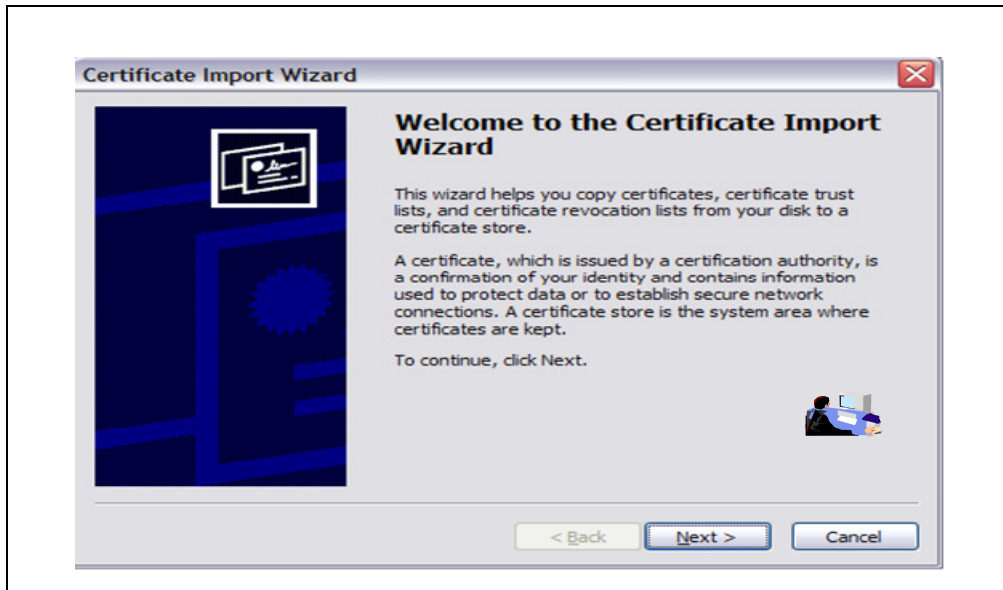 Certificate Import Wizard
Welcome to the Certificate Import
Wizard
This wizard helps you copy certificates, certificate trust
lists, and certificate revocation lists from your disk to a
certificate store.
A certificate, which is issued by a certification authority, is
a confirmation of your identity and contains information
used to protect data or to establish secure network
connections. A certificate store is the system area where
certificates are kept.
To continue, click Next.
< Back Next > Cancel